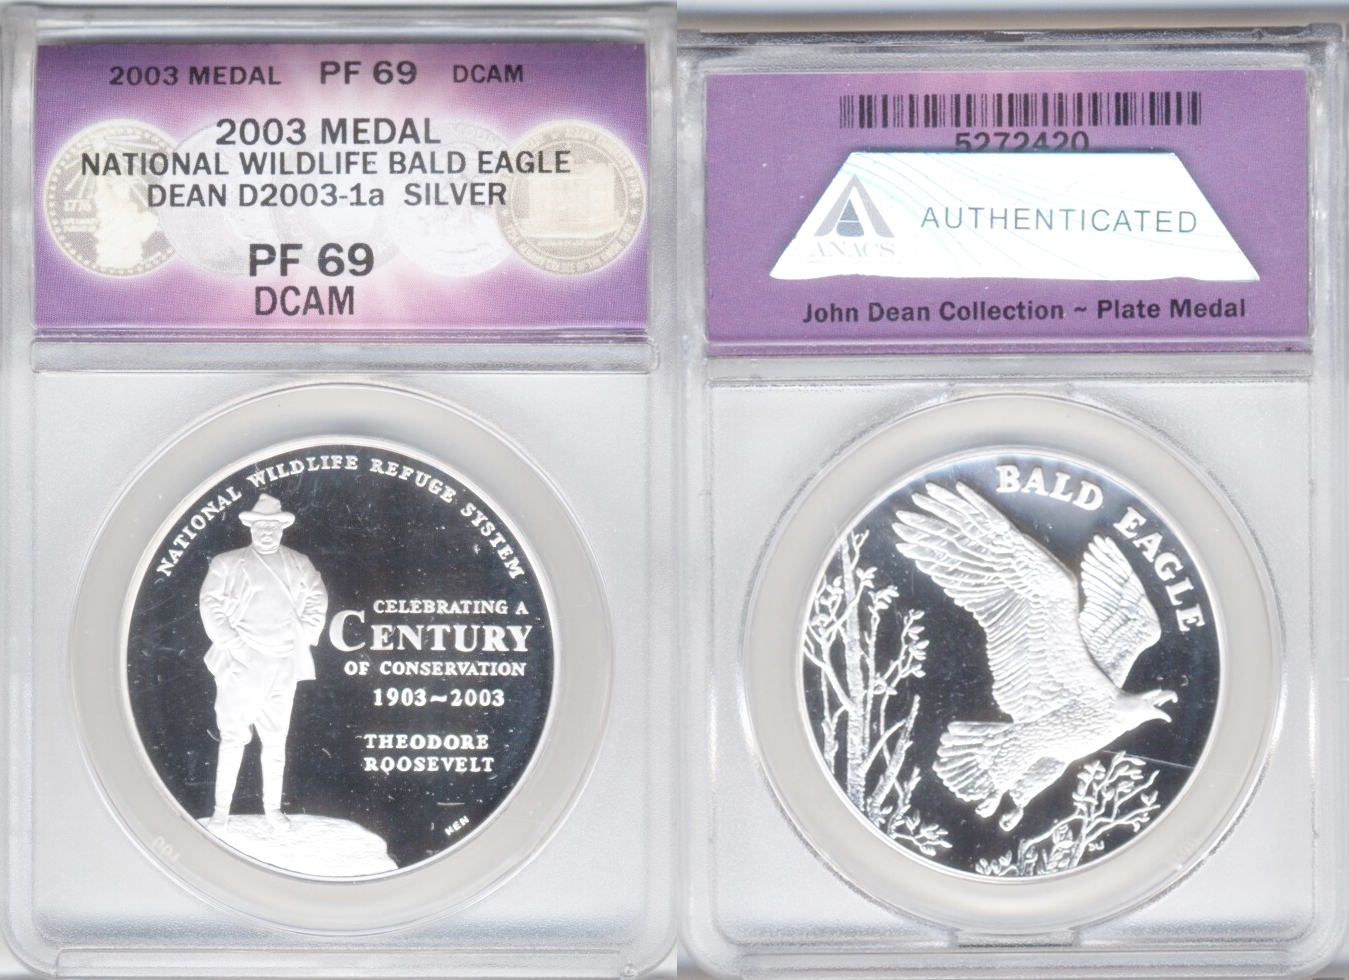 2003 MEDAL PF 69 DCAM
2003 MEDAL
NATIONAL WILDLIFE BALD EAGLE
DEAN D2003-1a SILVER
PF 69
DCAM
1776
NATIONAL WILDLIFE REFUGE SYSTEM
CELEBRATING A
CENTURY
OF CONSERVATION
1903~2003
THEODORE
ROOSEVELT
5272420
ANACS
AUTHENTICATED
John Dean Collection ~ Plate Medal
BALD EAGLE